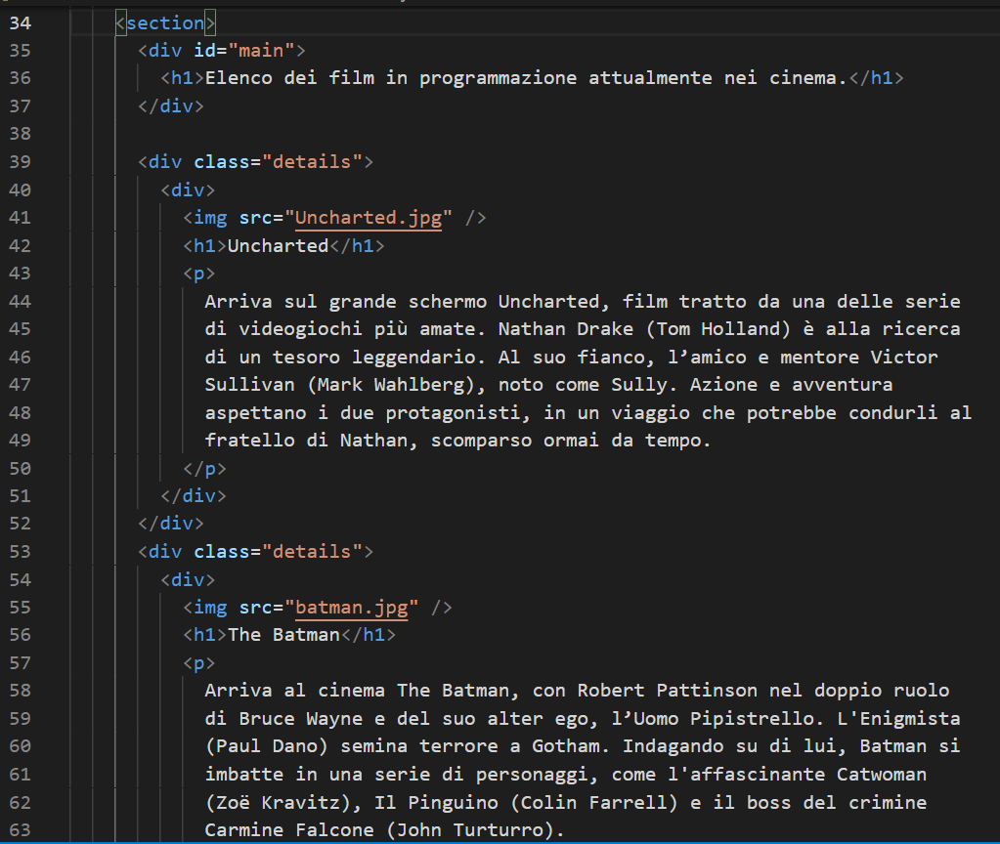 34 <section>
35 <div id="main">
36 <h1>Elenco dei film in programmazione attualmente nei cinema.</h1>
37 </div>
38
39 <div class="details">
40 <div>
41 <img src="Uncharted.jpg" />
42 <h1>Uncharted</h1>
43 <p>
44 Arriva sul grande schermo Uncharted, film tratto da una delle serie
45 di videogiochi più amate. Nathan Drake (Tom Holland) è alla ricerca
46 di un tesoro leggendario. Al suo fianco, l’amico e mentore Victor
47 Sullivan (Mark Wahlberg), noto come Sully. Azione e avventura
48 aspettano i due protagonisti, in un viaggio che potrebbe condurli al
49 fratello di Nathan, scomparso ormai da tempo.
50 </p>
51 </div>
52 </div>
53 <div class="details">
54 <div>
55 <img src="batman.jpg" />
56 <h1>The Batman</h1>
57 <p>
58 Arriva al cinema The Batman, con Robert Pattinson nel doppio ruolo
59 di Bruce Wayne e del suo alter ego, l’Uomo Pipistrello. L'Enigmista
60 (Paul Dano) semina terrore a Gotham. Indagando su di lui, Batman si
61 imbatte in una serie di personaggi, come l'affascinante Catwoman
62 (Zoë Kravitz), Il Pinguino (Colin Farrell) e il boss del crimine
63 Carmine Falcone (John Turturro).